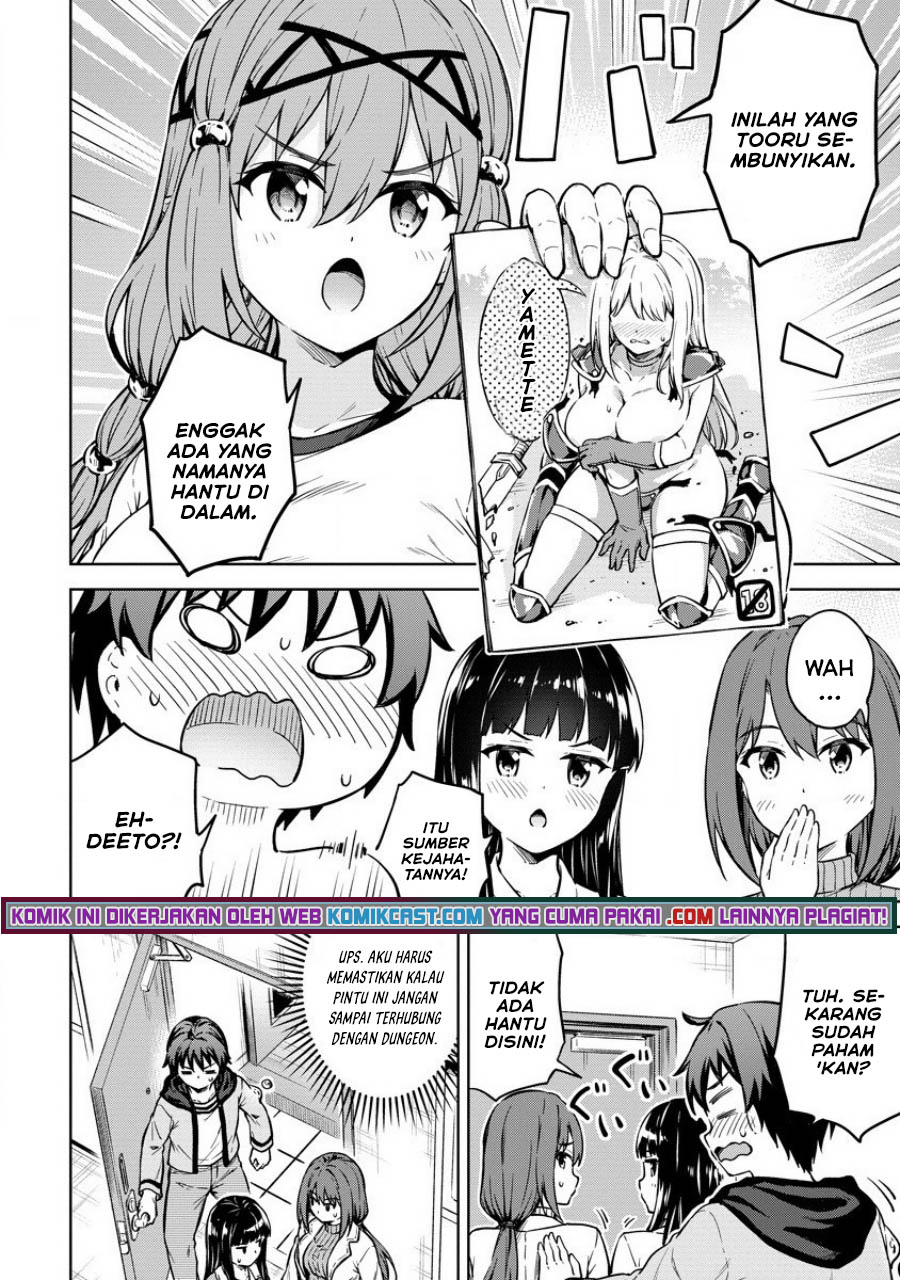 INILAH YANG
TOORU SE-
MBUNYIKAN.
YAMETTE
ENGGAK
ADA YANG
NAMANYA
HANTU DI
DALAM.
18
WAH
...
EH-
DEETO?!
ITU
SUMBER
KEJAHA-
TANNYA!
KOMIK INI DIKERJAKAN OLEH WEB KOMIKCAST.COM YANG CUMA PAKAI .COM LAINNYA PLAGIAT!
TUH. SE-
KARANG
SUDAH
PAHAM
'KAN?
TIDAK
ADA
HANTU
DISINI!
UPS. AKU HARUS
MEMASTIKAN KALAU
PINTU INI JANGAN
SAMPAI TERHUBUNG
DENGAN DUNGEON.